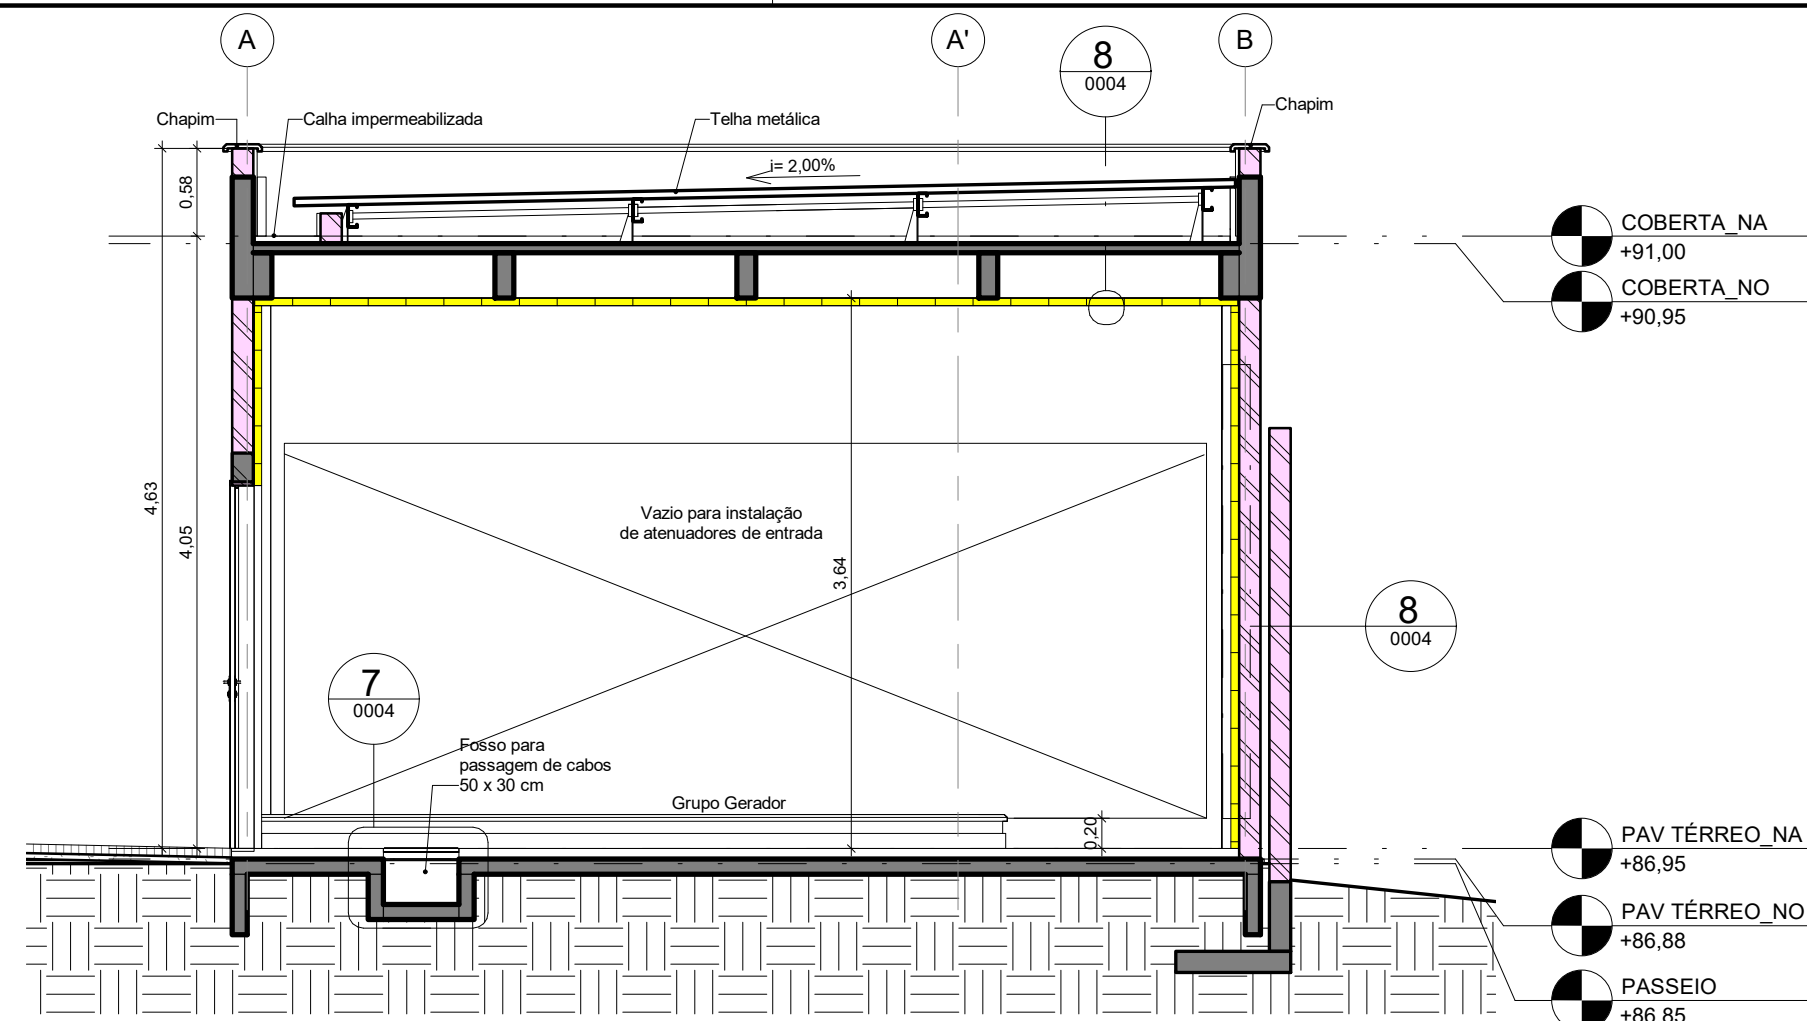 A
A'
B
8
0004
Chapim
Calha impermeabilizada
Telha metálica
Chapim
i= 2,00%
0,58
COBERTA_NA
+91,00
COBERTA_NO
+90,95
4,63
4,05
Vazio para instalação
de atenuadores de entrada
3,64
8
0004
7
0004
Fosso para
passagem de cabos
50 x 30 cm
Grupo Gerador
0,20
PAV TÉRREO_NA
+86,95
PAV TÉRREO_NO
+86,88
PASSEIO
+86,85